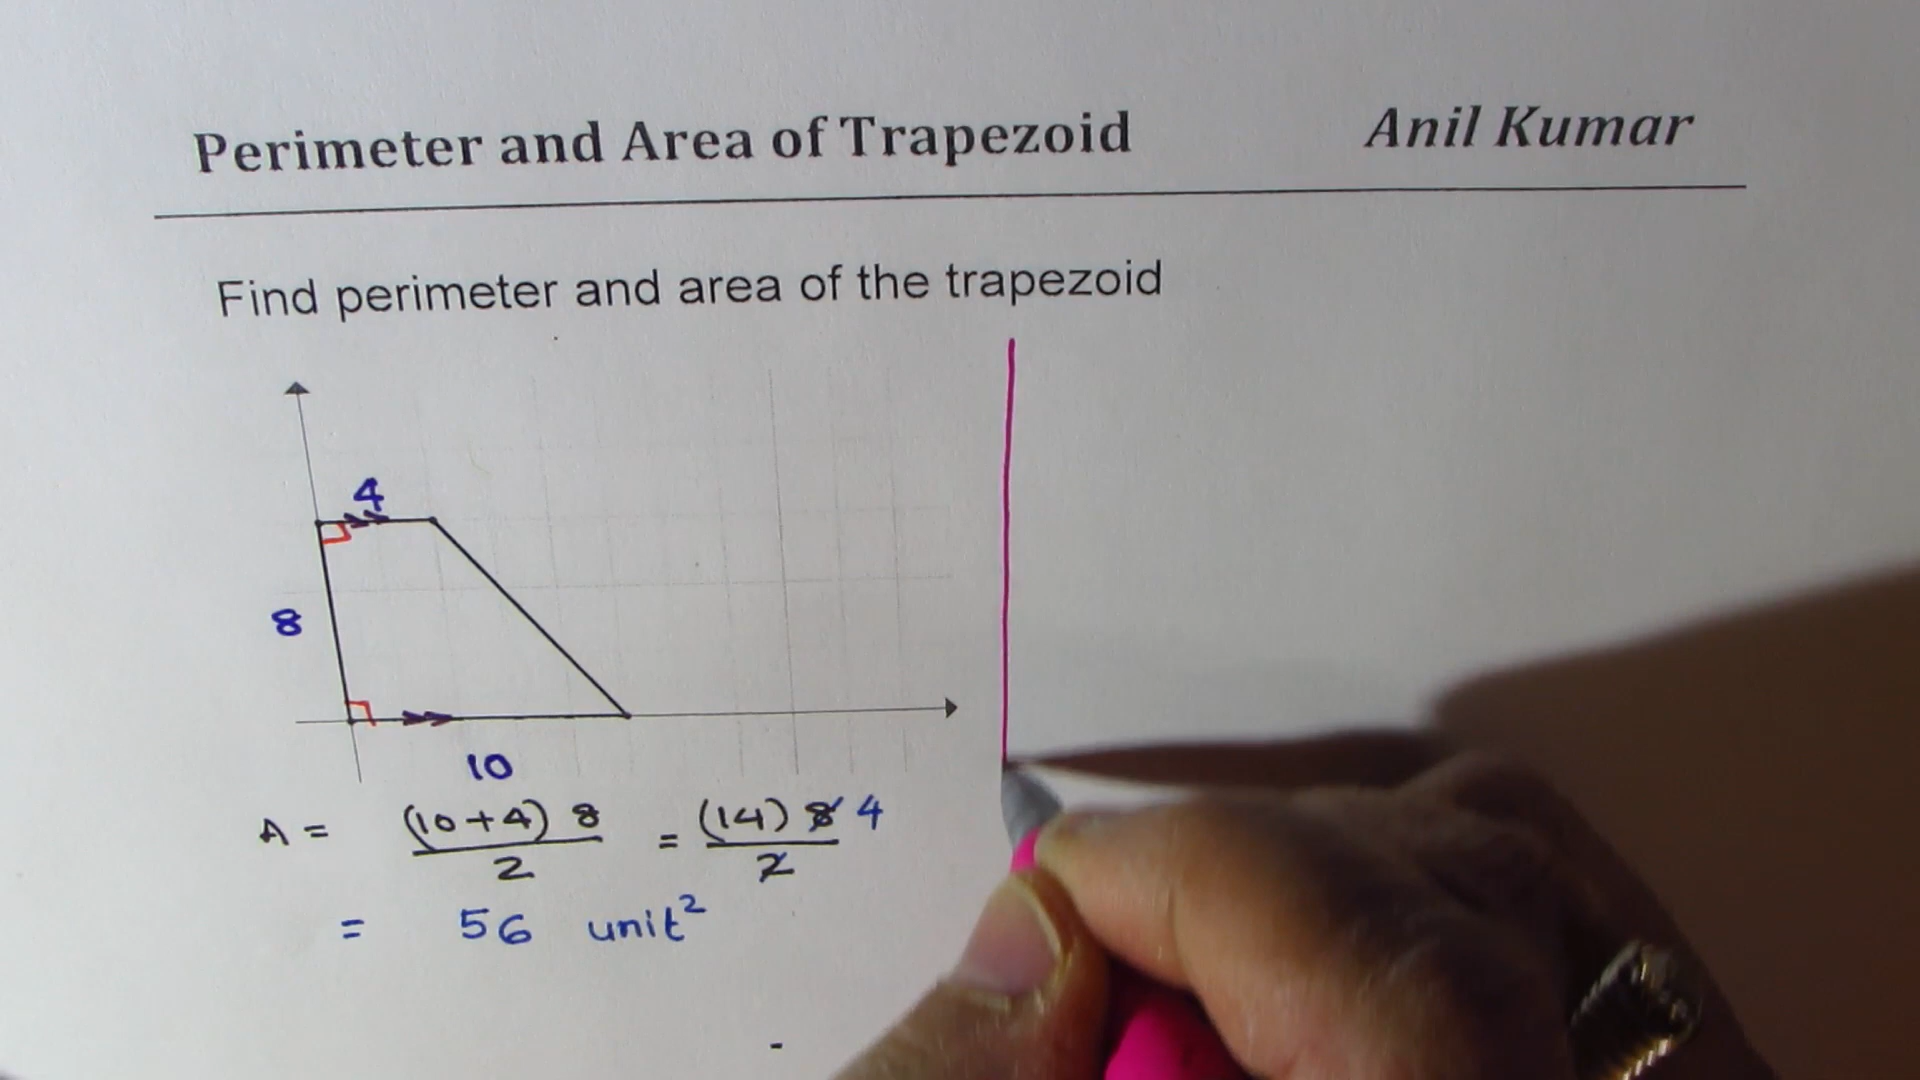 Perimeter and Area of Trapezoid Anil Kumar
Find perimeter and area of the trapezoid
4
8
10
A = (10+4) 8 / 2 = (14) 8 4 / 2
= 56 unit²